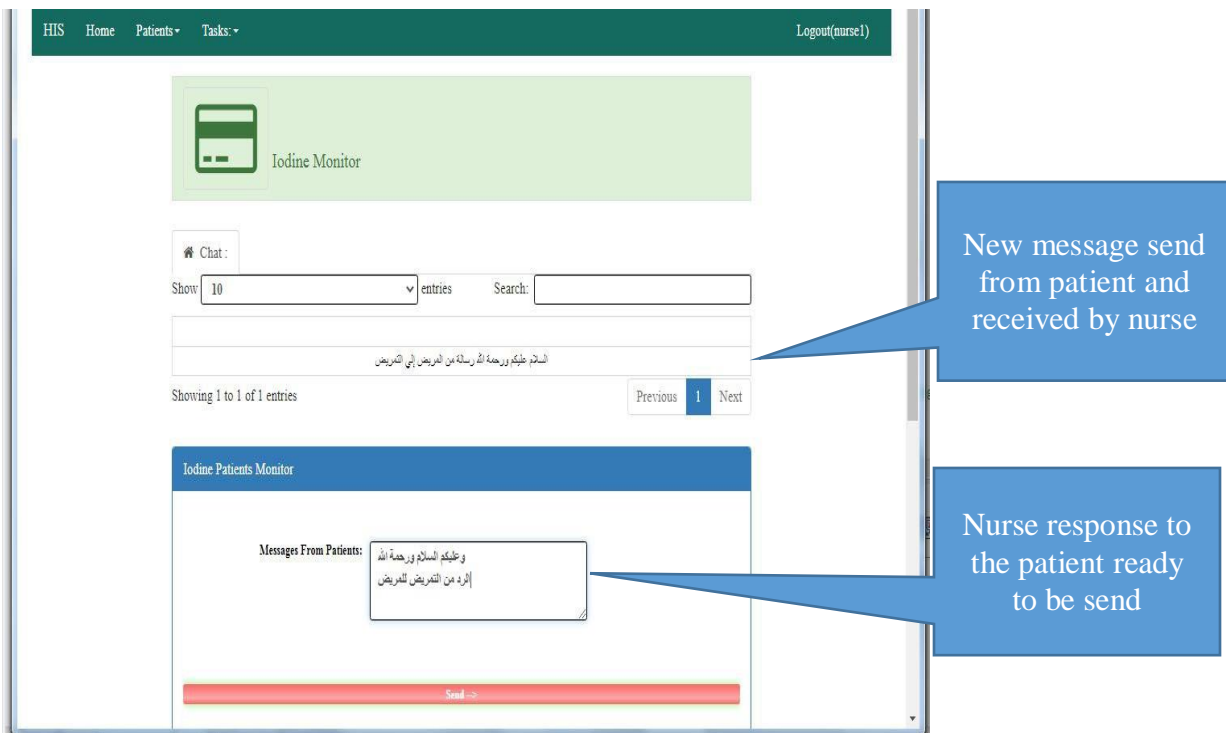 HIS Home Patients Tasks: Logout(nurse1)
Iodine Monitor
Chat :
Show 10 entries Search:
السلام عليكم ورحمة الله رسالة من المريض إلي التمريض
Showing 1 to 1 of 1 entries Previous 1 Next
Iodine Patients Monitor
Messages From Patients:
وعليكم السلام ورحمة الله
الرد من التمريض للمريض
Send -->
New message send
from patient and
received by nurse
Nurse response to
the patient ready
to be send